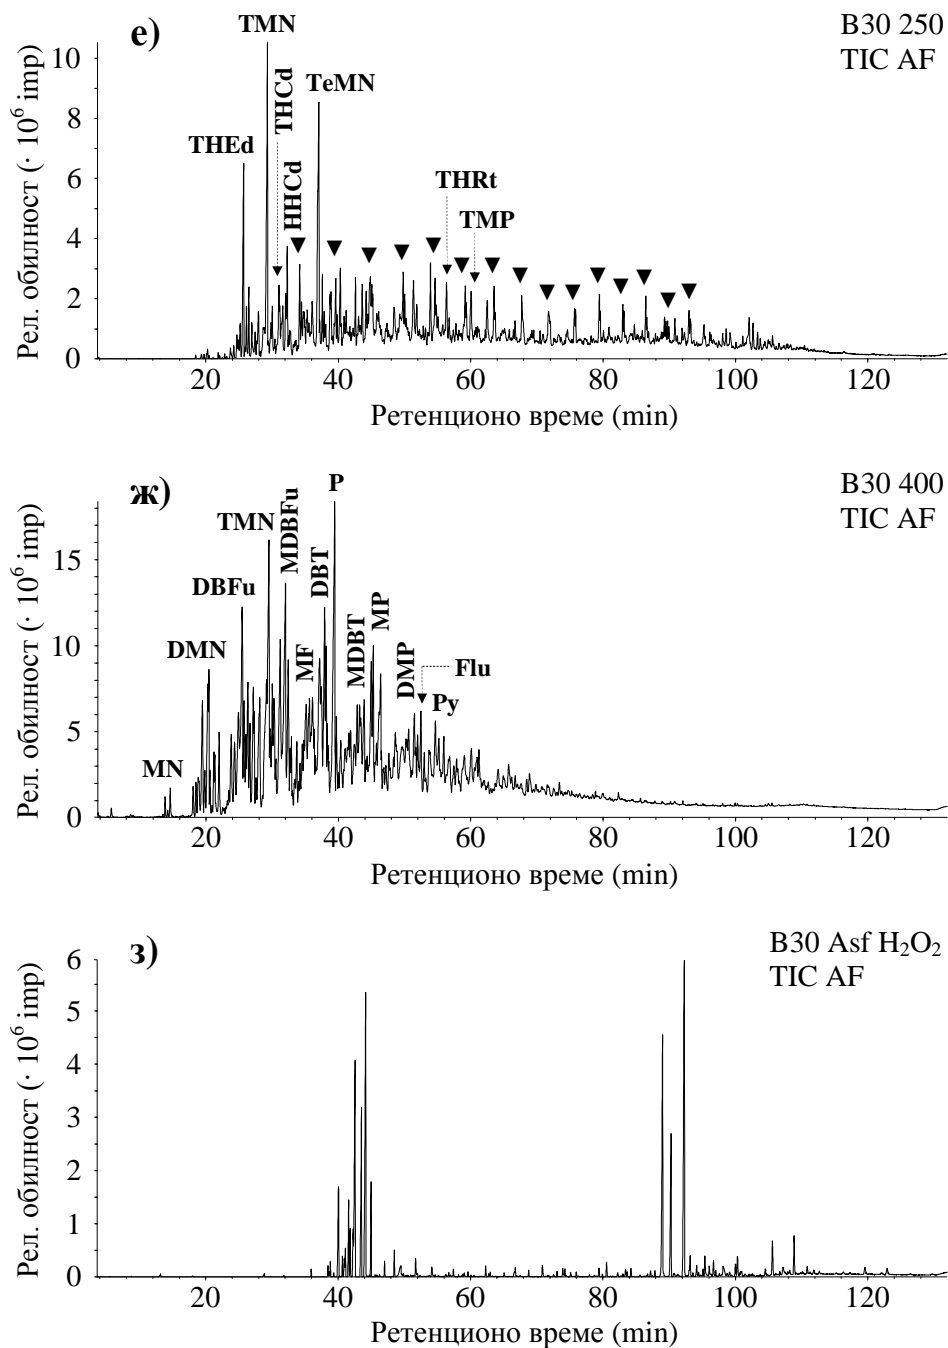 е)
B30 250
TIC AF
Рел. обилност (· 10⁶ imp)
10
8
6
4
2
0
THEd
TMN
THCd
HHCd
TeMN
THRt
TMP
20 40 60 80 100 120
Ретенционо време (min)
ж)
B30 400
TIC AF
Рел. обилност (· 10⁶ imp)
15
10
5
0
MN
DMN
DBFu
TMN
MDBFu
MF
DBT
P
MDBT
MP
DMP
Flu
Py
20 40 60 80 100 120
Ретенционо време (min)
з)
B30 Asf H₂O₂
TIC AF
Рел. обилност (· 10⁶ imp)
6
5
4
3
2
1
0
20 40 60 80 100 120
Ретенционо време (min)